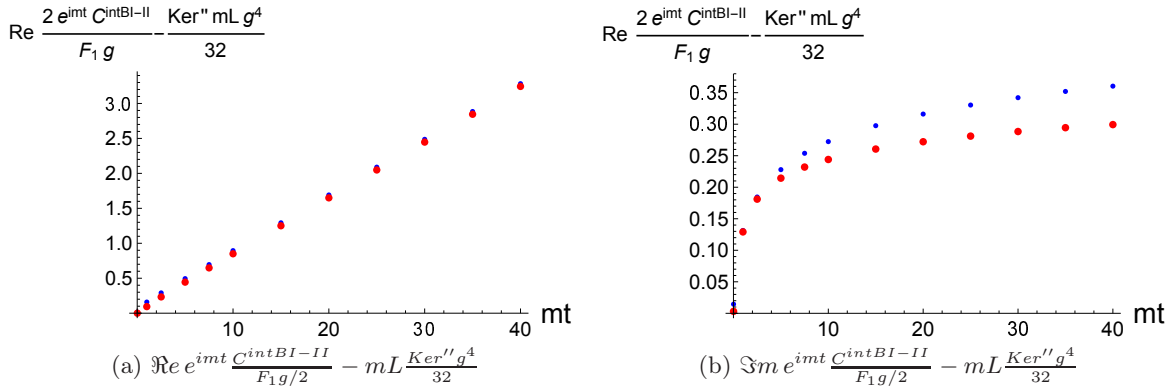 Re 2 e^{imt} C^{intBI-II} / F₁ g − Ker'' mL g⁴ / 32
3.0
2.5
2.0
1.5
1.0
0.5
10 20 30 40 mt
(a) ℜe e^{imt} C^{intBI−II} / F₁g/2 − mL Ker''g⁴ / 32
Re 2 e^{imt} C^{intBI-II} / F₁ g − Ker'' mL g⁴ / 32
0.35
0.30
0.25
0.20
0.15
0.10
0.05
10 20 30 40 mt
(b) ℑm e^{imt} C^{intBI−II} / F₁g/2 − mL Ker''g⁴ / 32